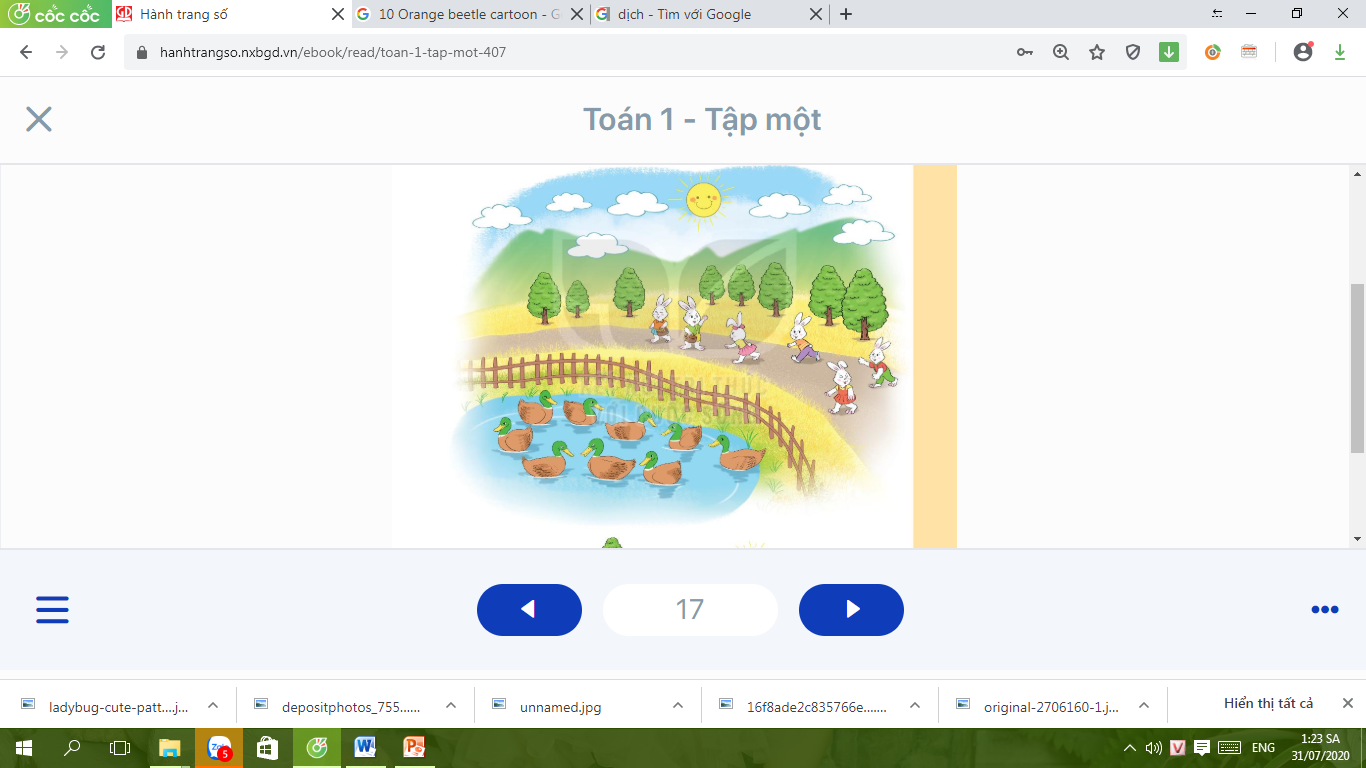 cốc cốc
Hành trang số
10 Orange beetle cartoon - G
dịch - Tìm với Google
hanhtrangso.nxbgd.vn/ebook/read/toan-1-tap-mot-407
Toán 1 - Tập một
17
ladybug-cute-patt....j...
depositphotos_755......
unnamed.jpg
16f8ade2c835766e.......
original-2706160-1.j...
Hiển thị tất cả
Zalo
5
ENG
1:23 SA
31/07/2020